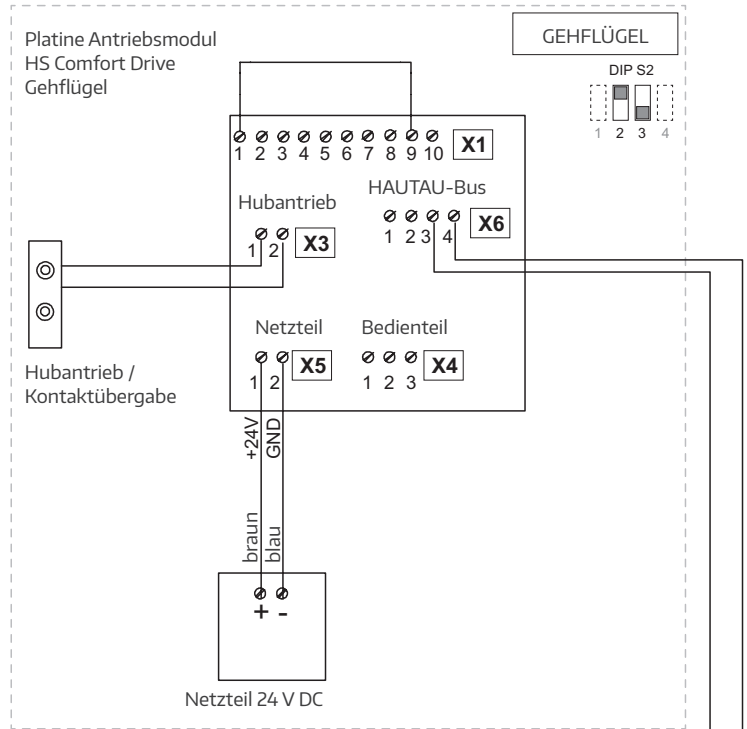 Platine Antriebsmodul
HS Comfort Drive
Gehflügel
GEHFLÜGEL
DIP S2
1 2 3 4
1 2 3 4 5 6 7 8 9 10 X1
Hubantrieb
1 2 X3
HAUTAU-Bus
1 2 3 4 X6
Hubantrieb /
Kontaktübergabe
Netzteil
1 2 X5
Bedienteil
1 2 3 X4
+24V
GND
braun
blau
+ -
Netzteil 24 V DC